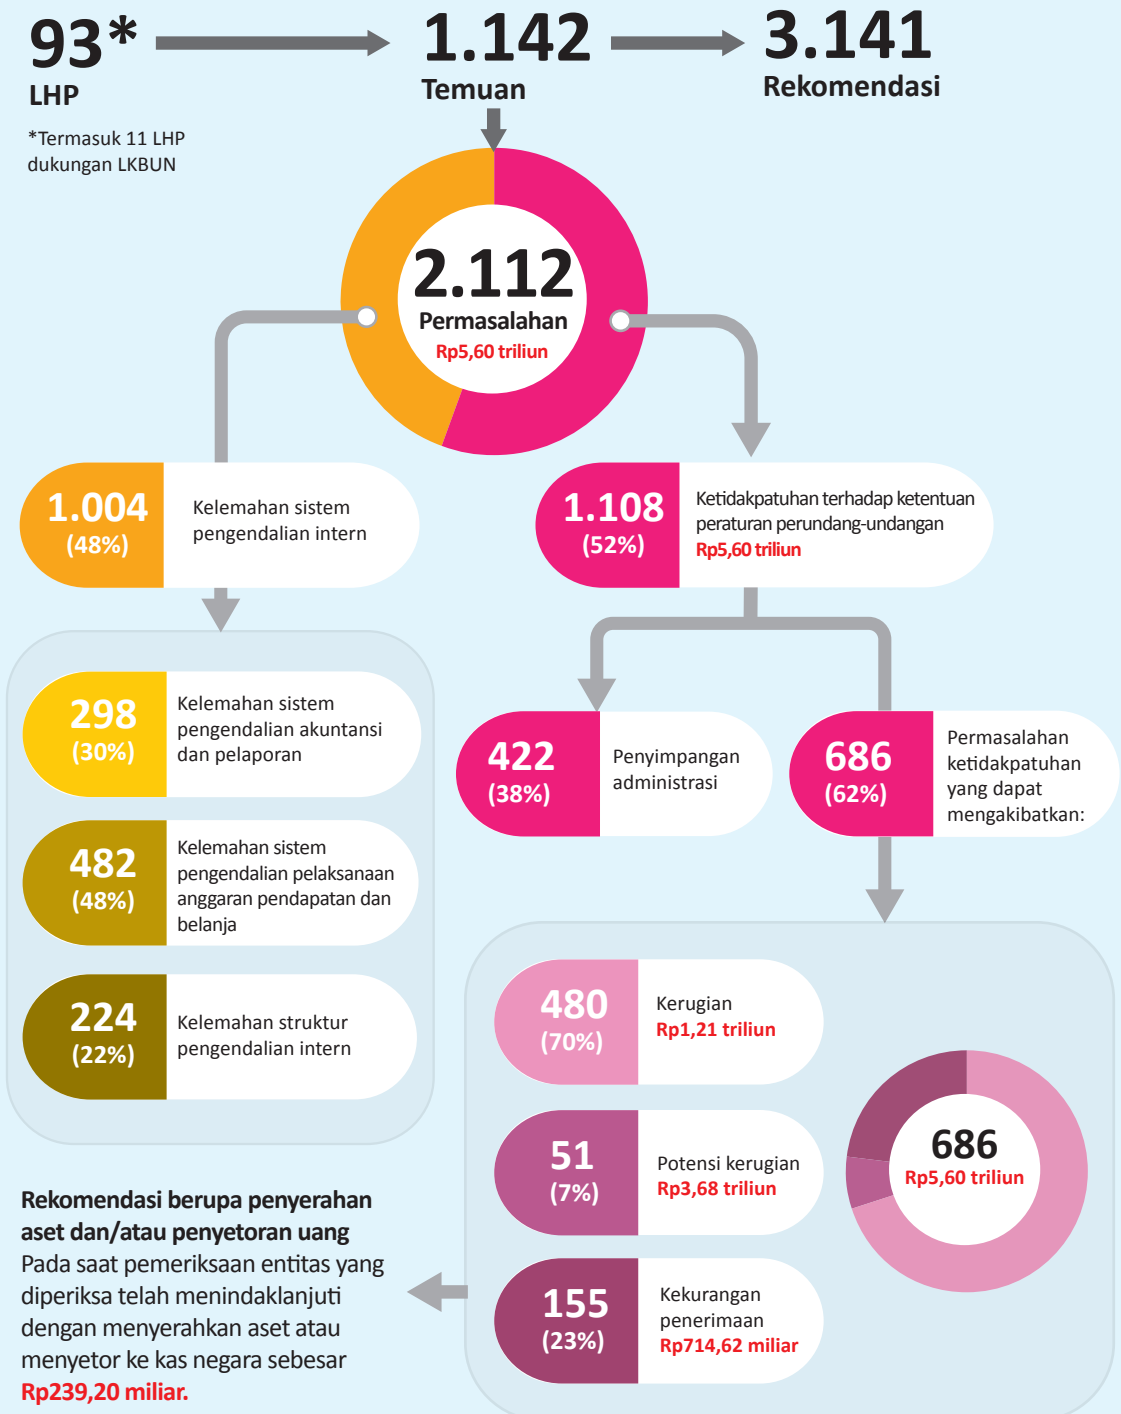 93*
LHP
*Termasuk 11 LHP
dukungan LKBUN
1.142
Temuan
3.141
Rekomendasi
2.112
Permasalahan
Rp5,60 triliun
1.004
(48%)
Kelemahan sistem
pengendalian intern
1.108
(52%)
Ketidakpatuhan terhadap ketentuan
peraturan perundang-undangan
Rp5,60 triliun
298
(30%)
Kelemahan sistem
pengendalian akuntansi
dan pelaporan
482
(48%)
Kelemahan sistem
pengendalian pelaksanaan
anggaran pendapatan dan
belanja
224
(22%)
Kelemahan struktur
pengendalian intern
422
(38%)
Penyimpangan
administrasi
686
(62%)
Permasalahan
ketidakpatuhan
yang dapat
mengakibatkan:
480
(70%)
Kerugian
Rp1,21 triliun
51
(7%)
Potensi kerugian
Rp3,68 triliun
155
(23%)
Kekurangan
penerimaan
Rp714,62 miliar
686
Rp5,60 triliun
Rekomendasi berupa penyerahan
aset dan/atau penyetoran uang
Pada saat pemeriksaan entitas yang
diperiksa telah menindaklanjuti
dengan menyerahkan aset atau
menyetor ke kas negara sebesar
Rp239,20 miliar.